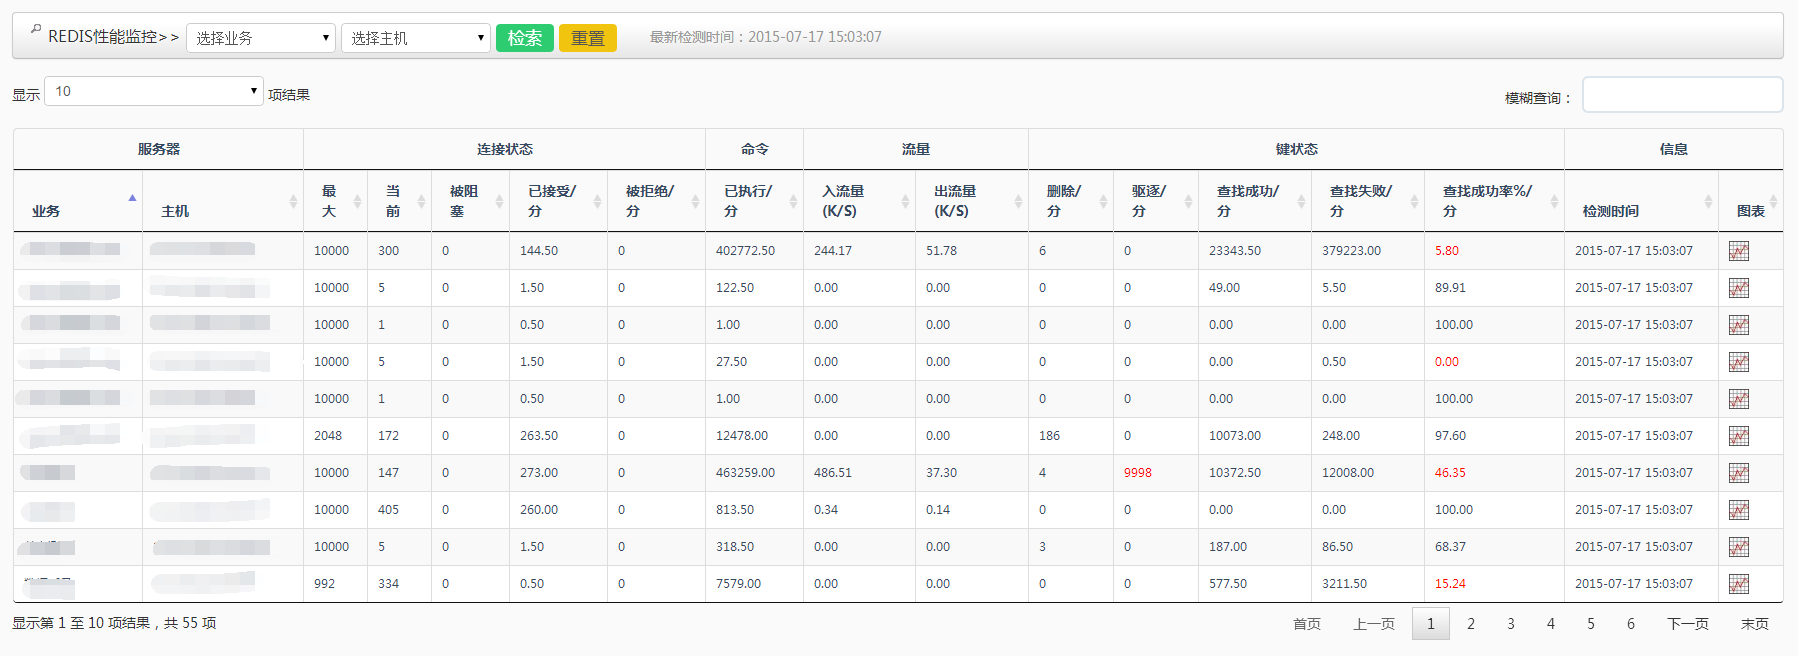 REDIS性能监控>> 选择业务 选择主机 检索 重置 最新检测时间：2015-07-17 15:03:07
显示 10 项结果 模糊查询：
服务器 连接状态 命令 流量 键状态 信息
业务 主机 最大 当前 被阻塞 已接受/分 被拒绝/分 已执行/分 入流量(K/S) 出流量(K/S) 删除/分 驱逐/分 查找成功/分 查找失败/分 查找成功率%/分 检测时间 图表
10000 300 0 144.50 0 402772.50 244.17 51.78 6 0 23343.50 379223.00 5.80 2015-07-17 15:03:07
10000 5 0 1.50 0 122.50 0.00 0.00 0 0 49.00 5.50 89.91 2015-07-17 15:03:07
10000 1 0 0.50 0 1.00 0.00 0.00 0 0 0.00 0.00 100.00 2015-07-17 15:03:07
10000 5 0 1.50 0 27.50 0.00 0.00 0 0 0.00 0.50 0.00 2015-07-17 15:03:07
10000 1 0 0.50 0 1.00 0.00 0.00 0 0 0.00 0.00 100.00 2015-07-17 15:03:07
2048 172 0 263.50 0 12478.00 0.00 0.00 186 0 10073.00 248.00 97.60 2015-07-17 15:03:07
10000 147 0 273.00 0 463259.00 486.51 37.30 4 9998 10372.50 12008.00 46.35 2015-07-17 15:03:07
10000 405 0 260.00 0 813.50 0.34 0.14 0 0 0.00 0.00 100.00 2015-07-17 15:03:07
10000 5 0 1.50 0 318.50 0.00 0.00 3 0 187.00 86.50 68.37 2015-07-17 15:03:07
992 334 0 0.50 0 7579.00 0.00 0.00 0 0 577.50 3211.50 15.24 2015-07-17 15:03:07
显示第 1 至 10 项结果，共 55 项 首页 上一页 1 2 3 4 5 6 下一页 末页